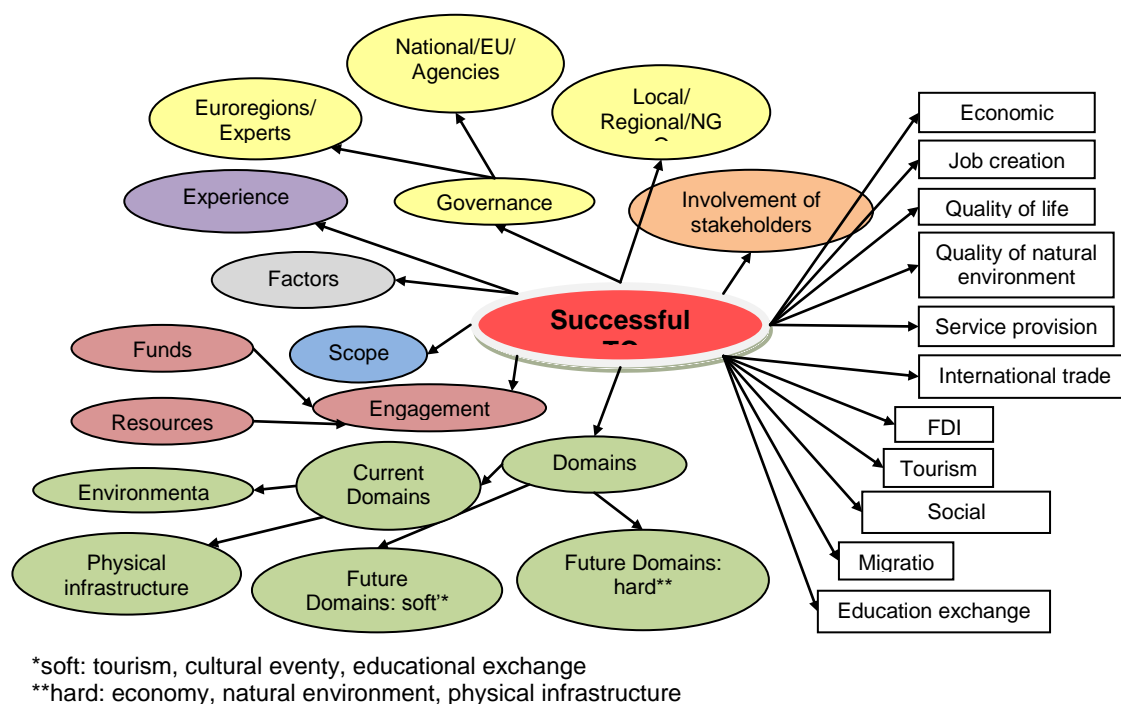 National/EU/
Agencies
Euroregions/
Experts
Local/
Regional/NG
Experience
Governance
Involvement of
stakeholders
Factors
Successful
Scope
Funds
Engagement
Resources
Domains
Current
Domains
Environmenta
Physical
infrastructure
Future
Domains: soft'*
Future Domains:
hard**
Economic
Job creation
Quality of life
Quality of natural
environment
Service provision
International trade
FDI
Tourism
Social
Migratio
Education exchange
*soft: tourism, cultural eventy, educational exchange
**hard: economy, natural environment, physical infrastructure